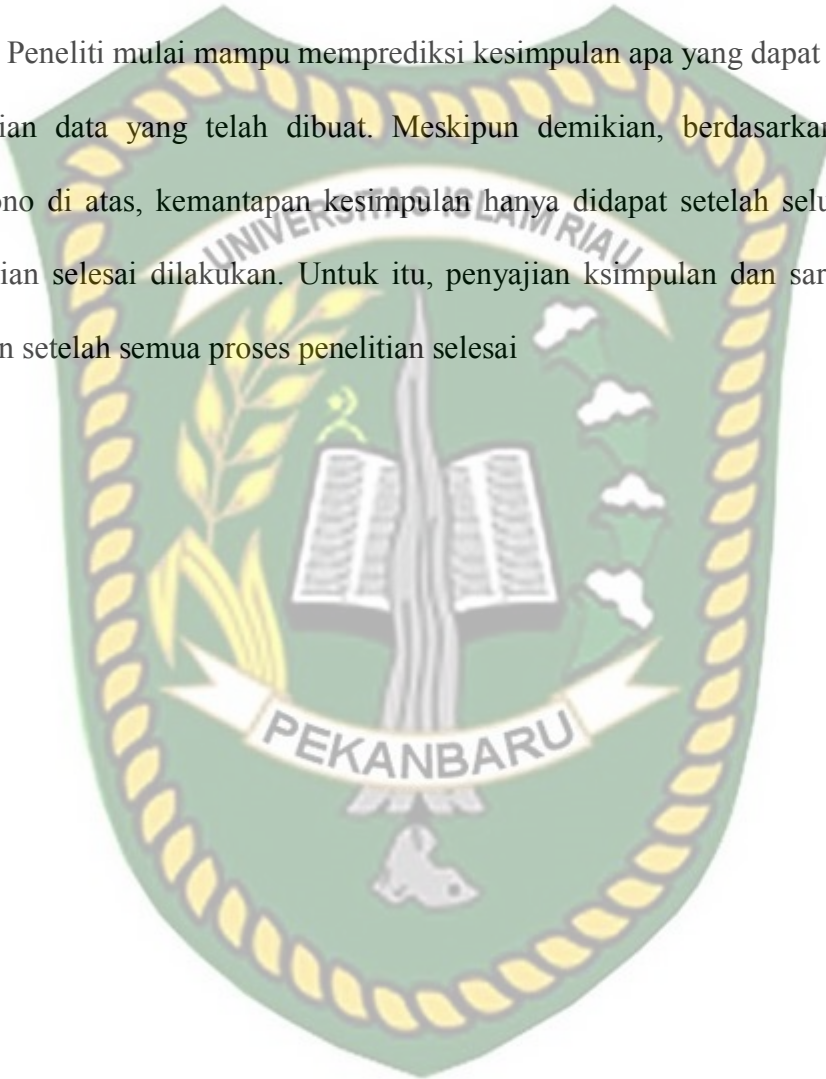 Peneliti mulai mampu memprediksi kesimpulan apa yang dapat
ian data yang telah dibuat. Meskipun demikian, berdasarkan
ono di atas, kemantapan kesimpulan hanya didapat setelah selu
ian selesai dilakukan. Untuk itu, penyajian ksimpulan dan sar
n setelah semua proses penelitian selesai
UNIVERSITAS ISLAM RIAU
PEKANBARU